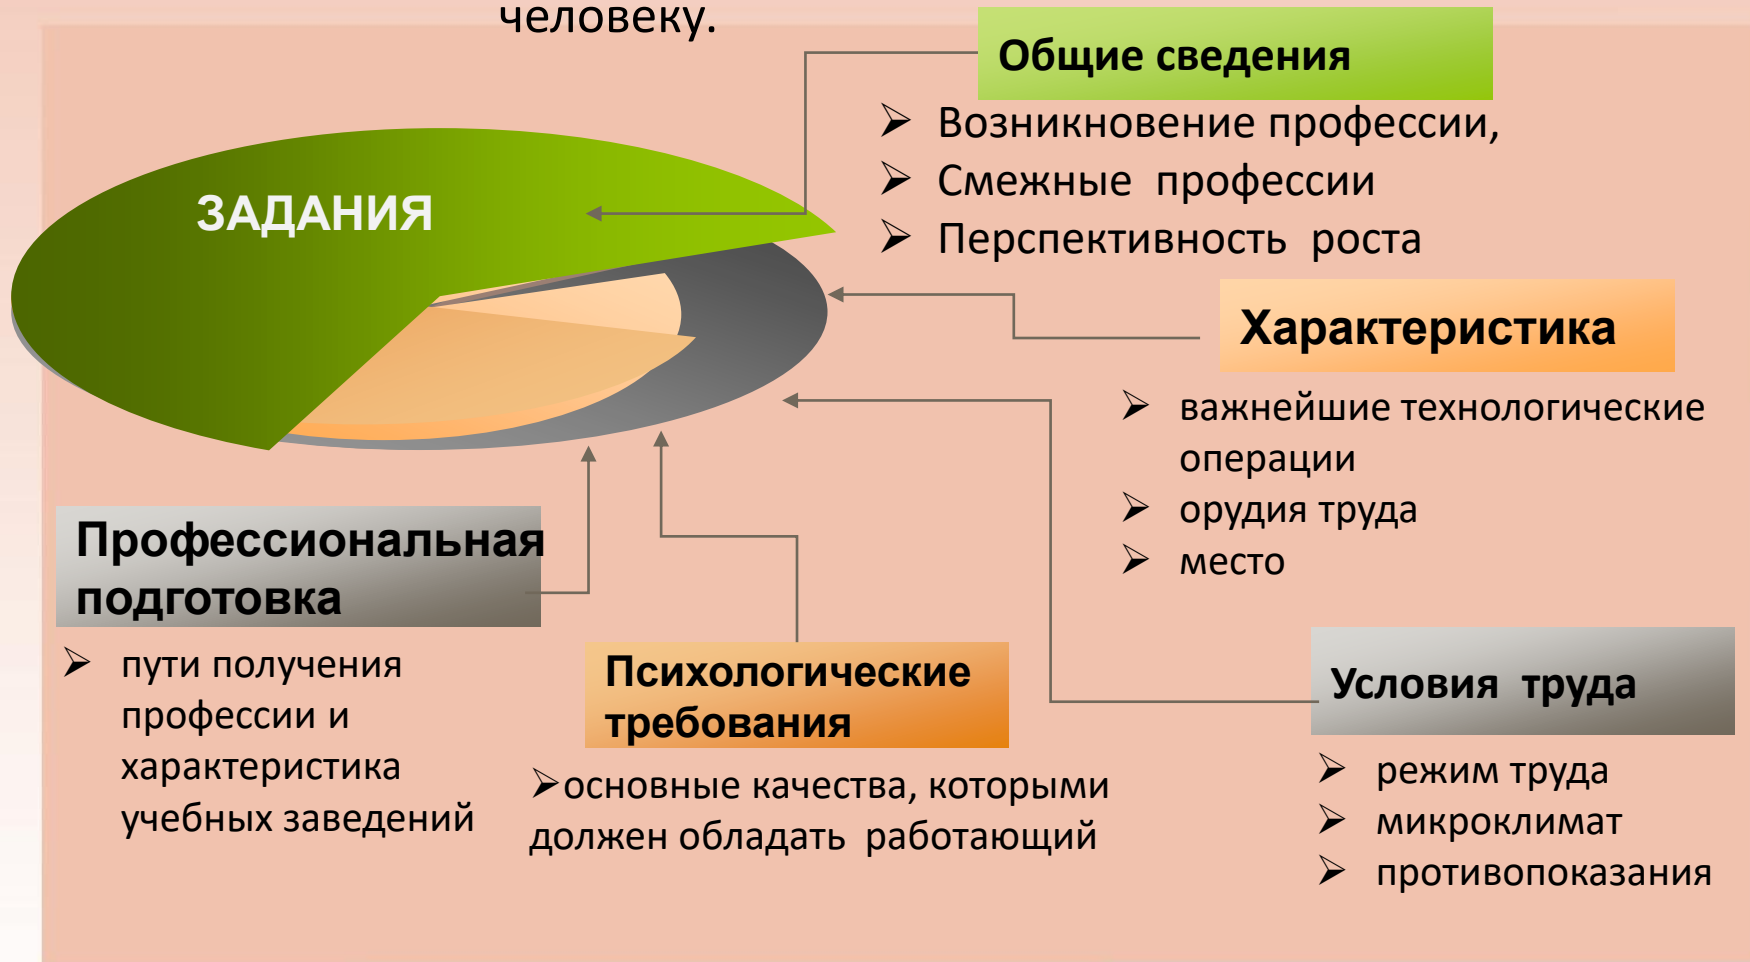 человеку.
Общие сведения
Возникновение профессии,
Смежные профессии
Перспективность роста
ЗАДАНИЯ
Характеристика
важнейшие технологические
операции
орудия труда
место
Профессиональная
подготовка
пути получения
профессии и
характеристика
учебных заведений
Психологические
требования
основные качества, которыми
должен обладать работающий
Условия труда
режим труда
микроклимат
противопоказания